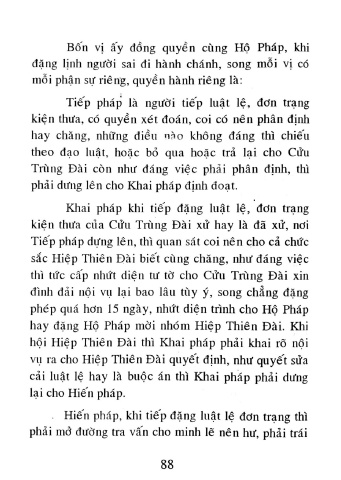 Bốn vị ấy đồng quyền cùng Hộ Pháp, khi
đặng lịnh người sai đi hành chánh, song mỗi vị có
mỗi phận sự riêng, quyền hành riêng là:
Tiếp pháp là người tiếp luật lệ, đơn trạng
kiện thưa, có quyền xét đoán, coi có nên phân định
hay chăng, những điều nào không đáng thì chiếu
theo đạo luật, hoặc bỏ qua hoặc trả lại cho Cửu
Trùng Đài còn như đáng việc phải phân định, thì
phải dưng lên cho Khai pháp định đoạt.
Khai pháp khi tiếp đặng luật lệ, đơn trạng
kiện thưa của Cửu Trùng Đài xử hay là đã xử, nơi
Tiếp pháp dựng lên, thì quan sát coi nên cho cả chức
sắc Hiệp Thiên Đài biết cùng chăng, như đáng việc
thì tức cấp nhứt diện tư tờ cho Cửu Trùng Đài xin
đình đải nội vụ lại bao lâu tùy ý, song chẳng đặng
phép quá hơn 15 ngày, nhứt diện trình cho Hộ Pháp
hay đặng Hộ Pháp mời nhóm Hiệp Thiên Đài. Khi
hội Hiệp Thiên Đài thì Khai pháp phải khai rõ nội
vụ ra cho Hiệp Thiên Đài quyết định, như quyết sửa
cải luật lệ hay là buộc án thì Khai pháp phải dưng
lại cho Hiến pháp.
Hiến pháp, khi tiếp đặng luật lệ đơn trạng thì
phải mở đường tra vấn cho minh lẽ nên hư, phải trái
88